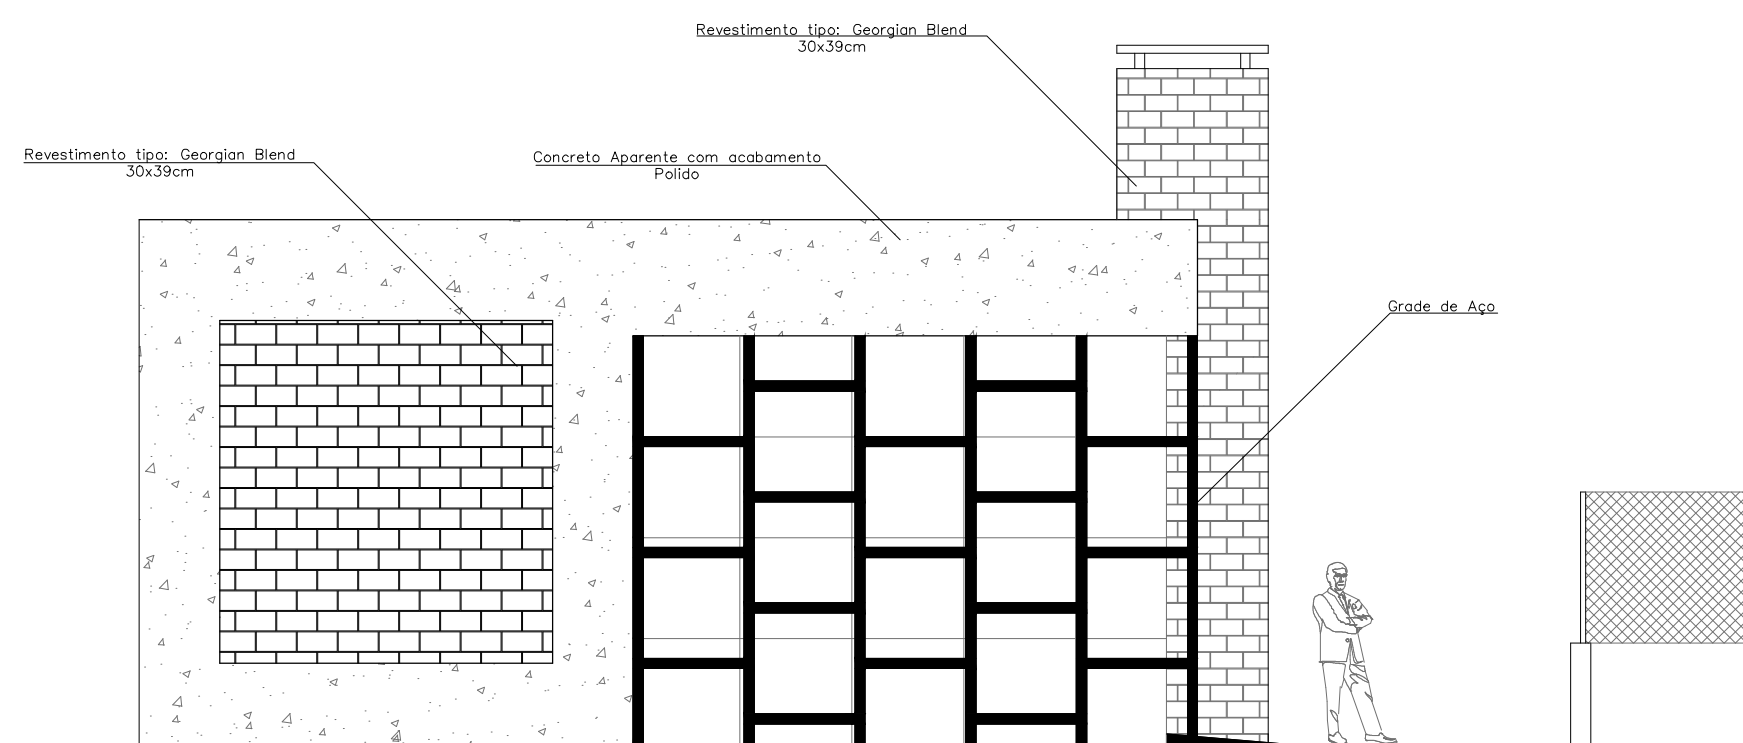 Revestimento tipo: Georgian Blend
30x39cm
Revestimento tipo: Georgian Blend
30x39cm
Concreto Aparente com acabamento
Polido
Grade de Aço